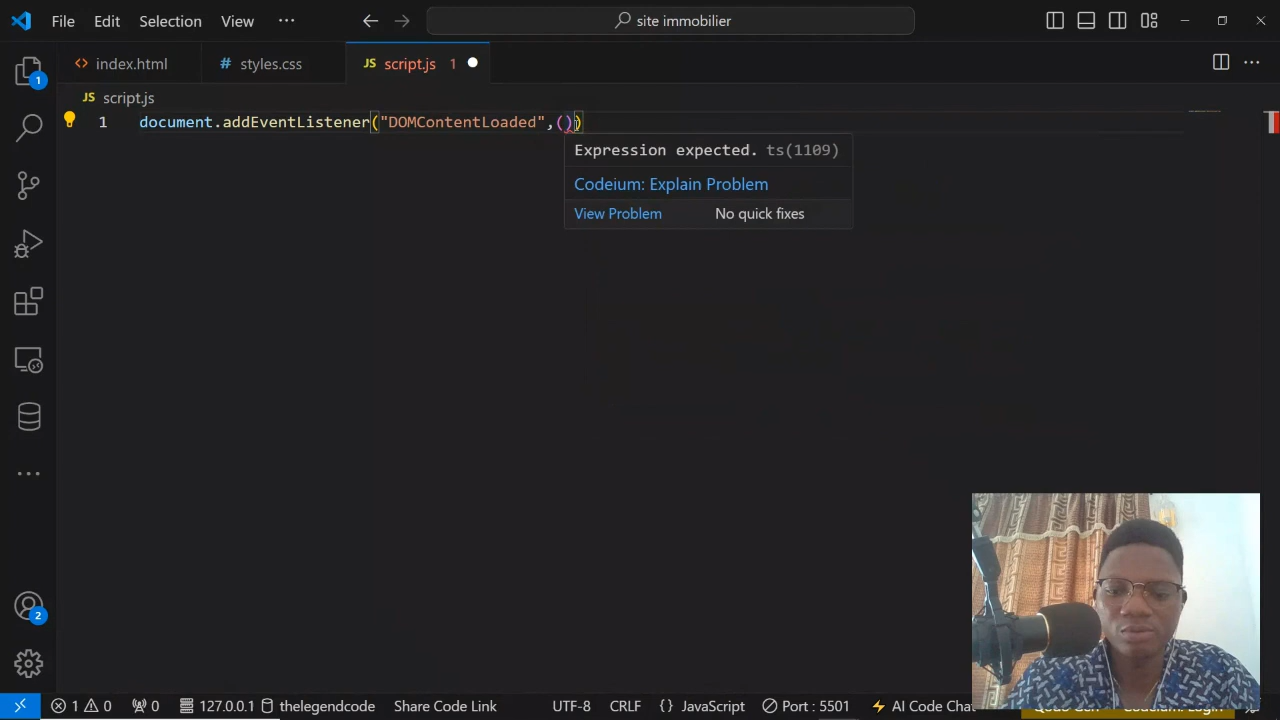 File Edit Selection View ··· site immobilier
index.html styles.css JS script.js 1
JS script.js
1 document.addEventListener("DOMContentLoaded",())
Expression expected. ts(1109)
Codeium: Explain Problem
View Problem No quick fixes
1
2
1 0 127.0.0.1 thelegendcode Share Code Link UTF-8 CRLF {} JavaScript Port : 5501 AI Code Chat